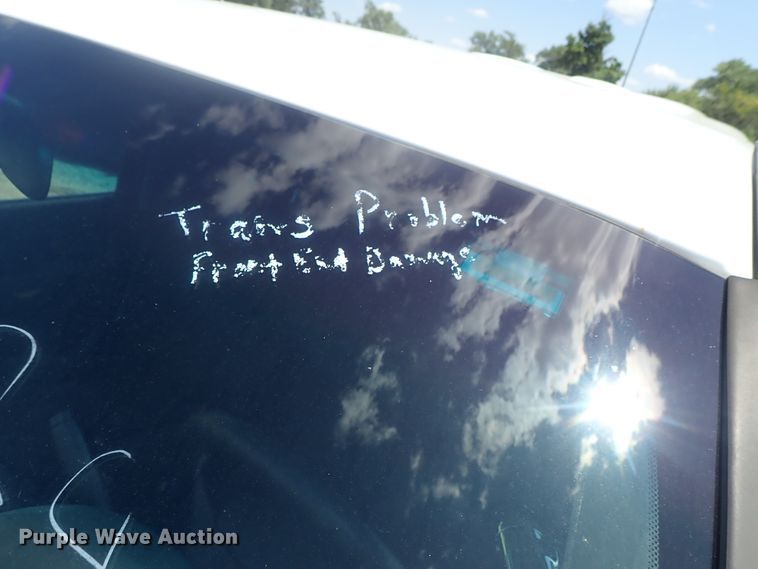 Trans Problem
Front End Damage
Purple Wave Auction